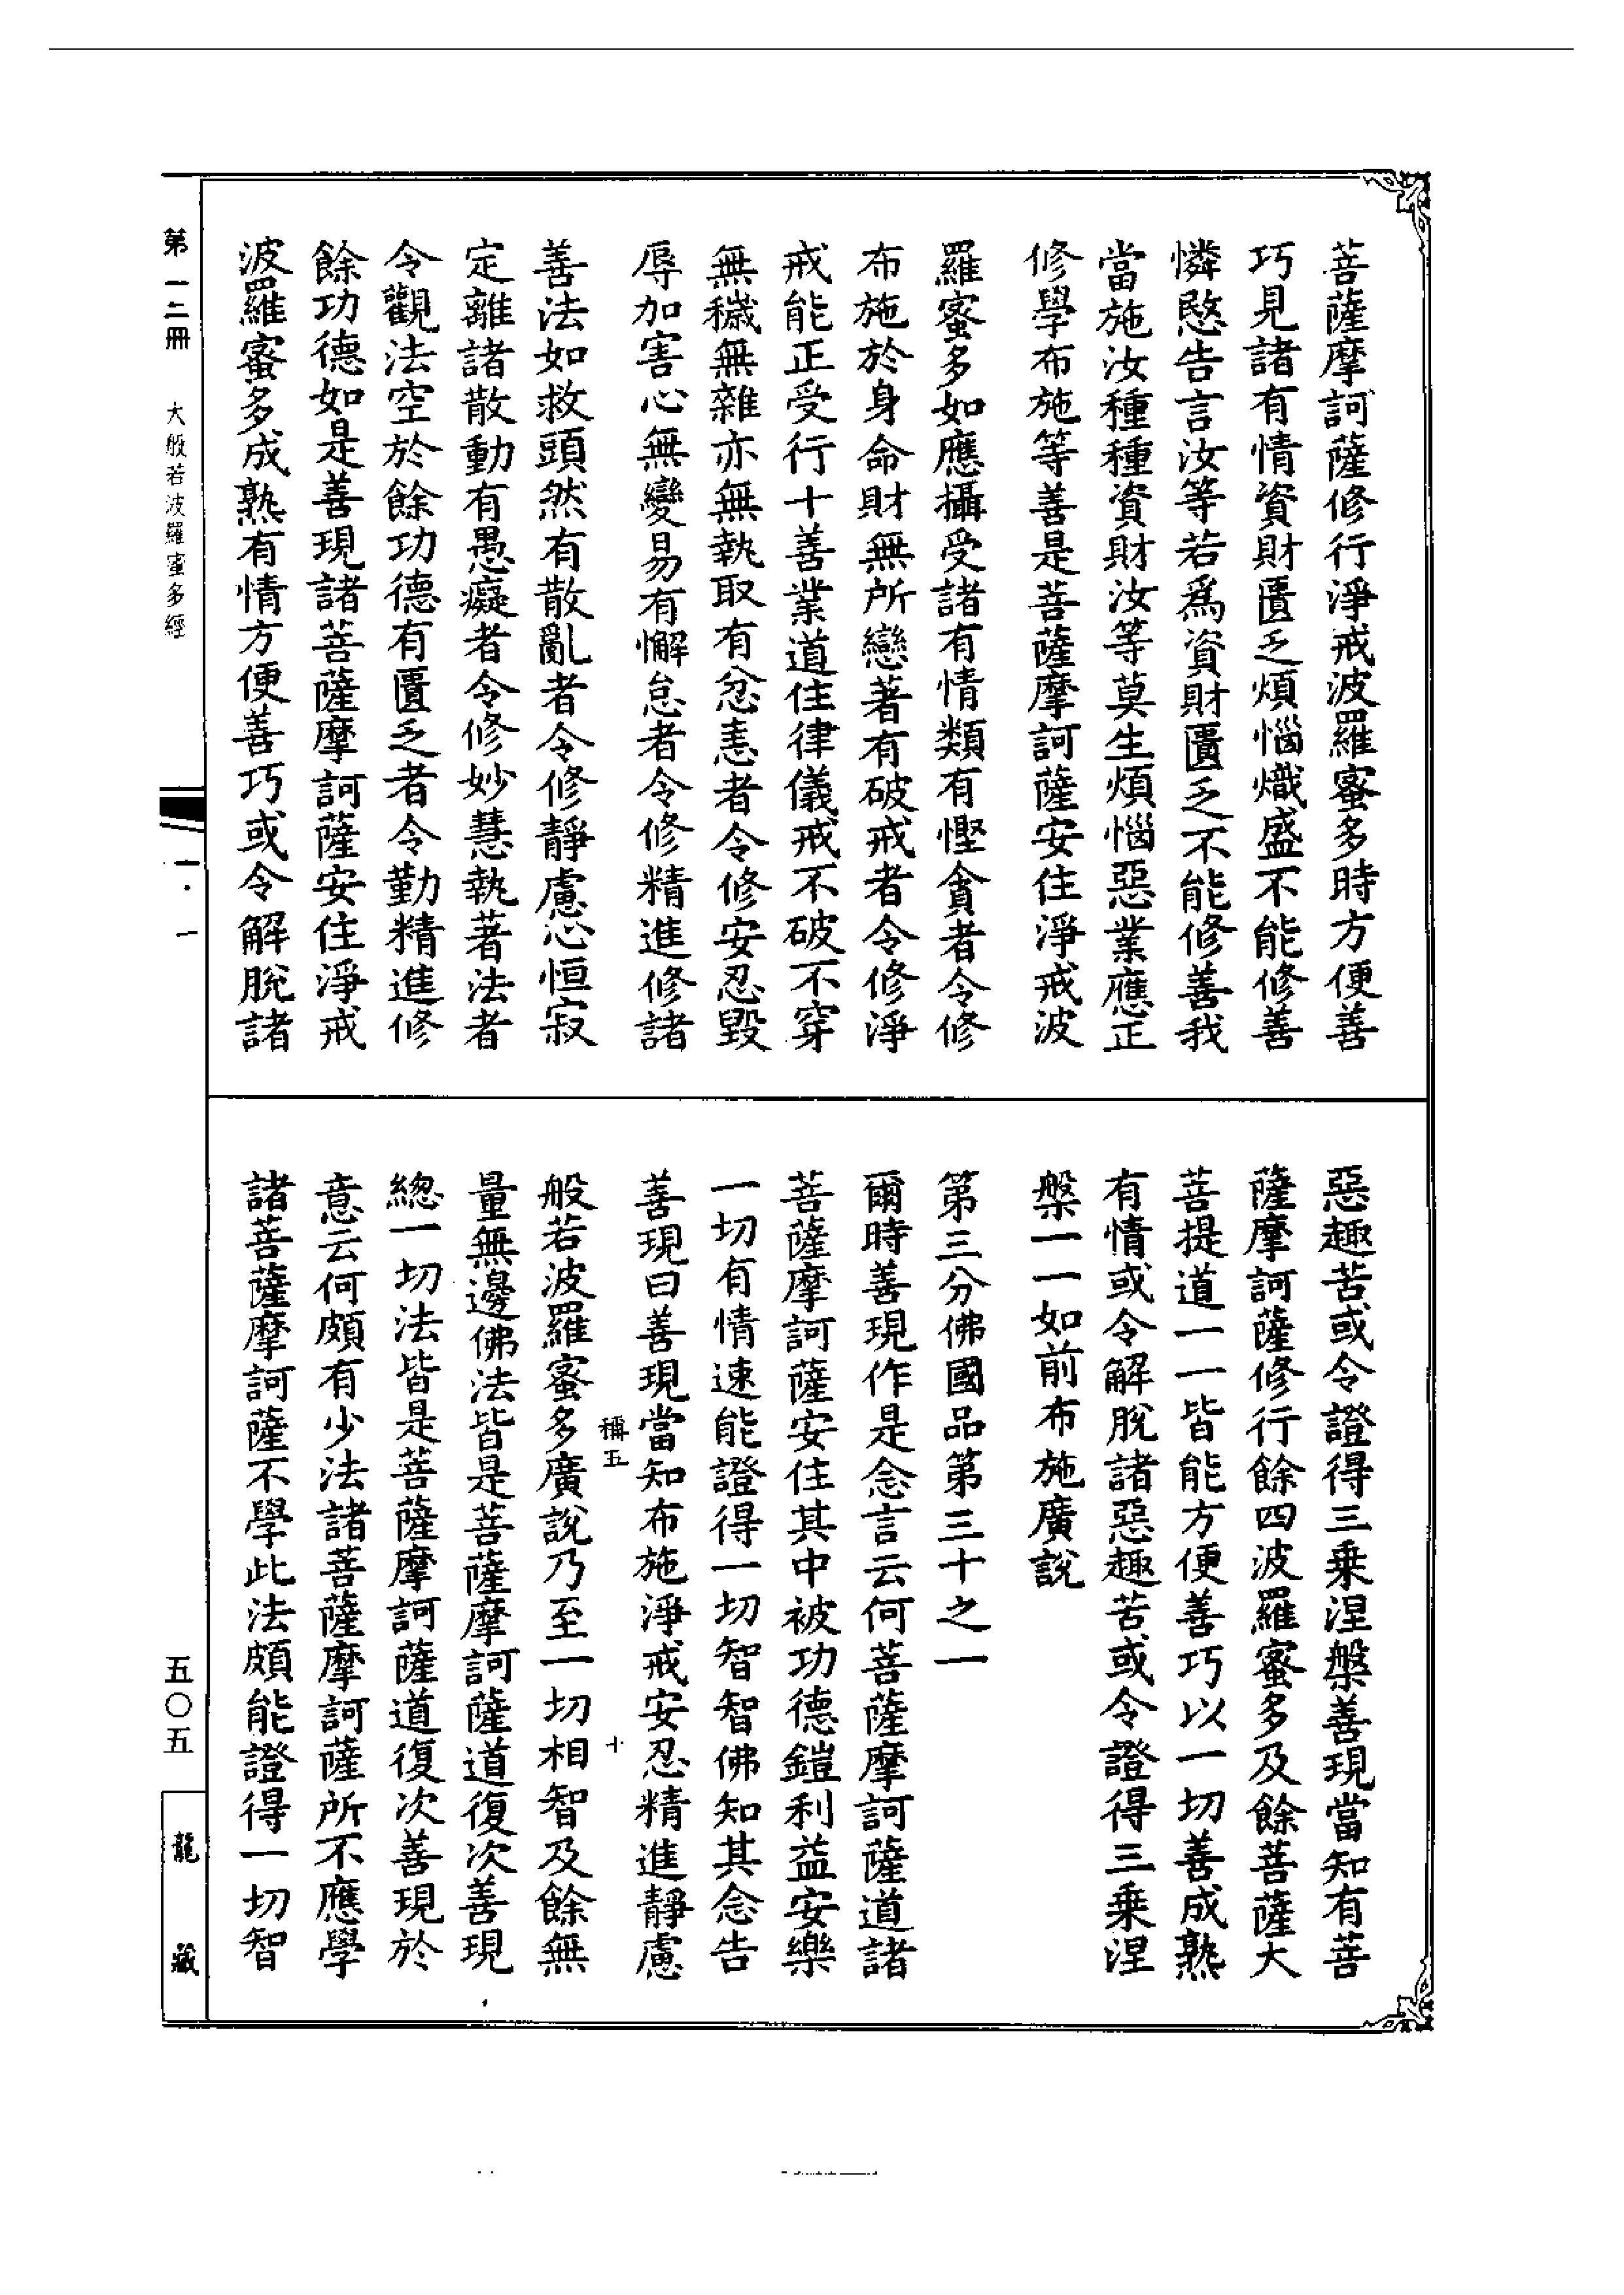 菩薩摩訶薩修行淨戒波羅蜜多時方便善
巧見諸有情資財匱乏煩惱熾盛不能修善
憐愍告言汝等若為資財匱乏不能修善我
當施汝種種資財汝等莫生煩惱惡業應正
修學布施等善是菩薩摩訶薩安住淨戒波
羅蜜多如應攝受諸有情類有慳貪者令修
布施於身命財無所戀著有破戒者令修淨
戒能正受行十善業道住律儀戒不破不穿
無穢無雜亦無執取有忿恚者令修安忍毀
辱加害心無變易有懈怠者令修精進修諸
善法如救頭然有散亂者令修靜慮心恒寂
定離諸散動有愚癡者令修妙慧執著法者
令觀法空於餘功德有匱乏者令勤精進修
餘功德如是善現諸菩薩摩訶薩安住淨戒
波羅蜜多成熟有情方便善巧或令解脫諸
惡趣苦或令證得三乘涅槃善現當知有菩
薩摩訶薩修行餘四波羅蜜多及餘菩薩大
菩提道一一皆能方便善巧以一切善成熟
有情或令解脫諸惡趣苦或令證得三乘涅
槃一一如前布施廣說
第三分佛國品第三十之一
爾時善現作是念言云何菩薩摩訶薩道諸
菩薩摩訶薩安住其中被功德鎧利益安樂
一切有情速能證得一切智智佛知其念告
善現曰善現當知布施淨戒安忍精進靜慮
稱五
十
般若波羅蜜多廣說乃至一切相智及餘無
量無邊佛法皆是菩薩摩訶薩道復次善現
總一切法皆是菩薩摩訶薩道復次善現於
意云何頗有少法諸菩薩摩訶薩所不應學
諸菩薩摩訶薩不學此法頗能證得一切智
第一二冊
大般若波羅蜜多經
一·一
五〇五
龍藏